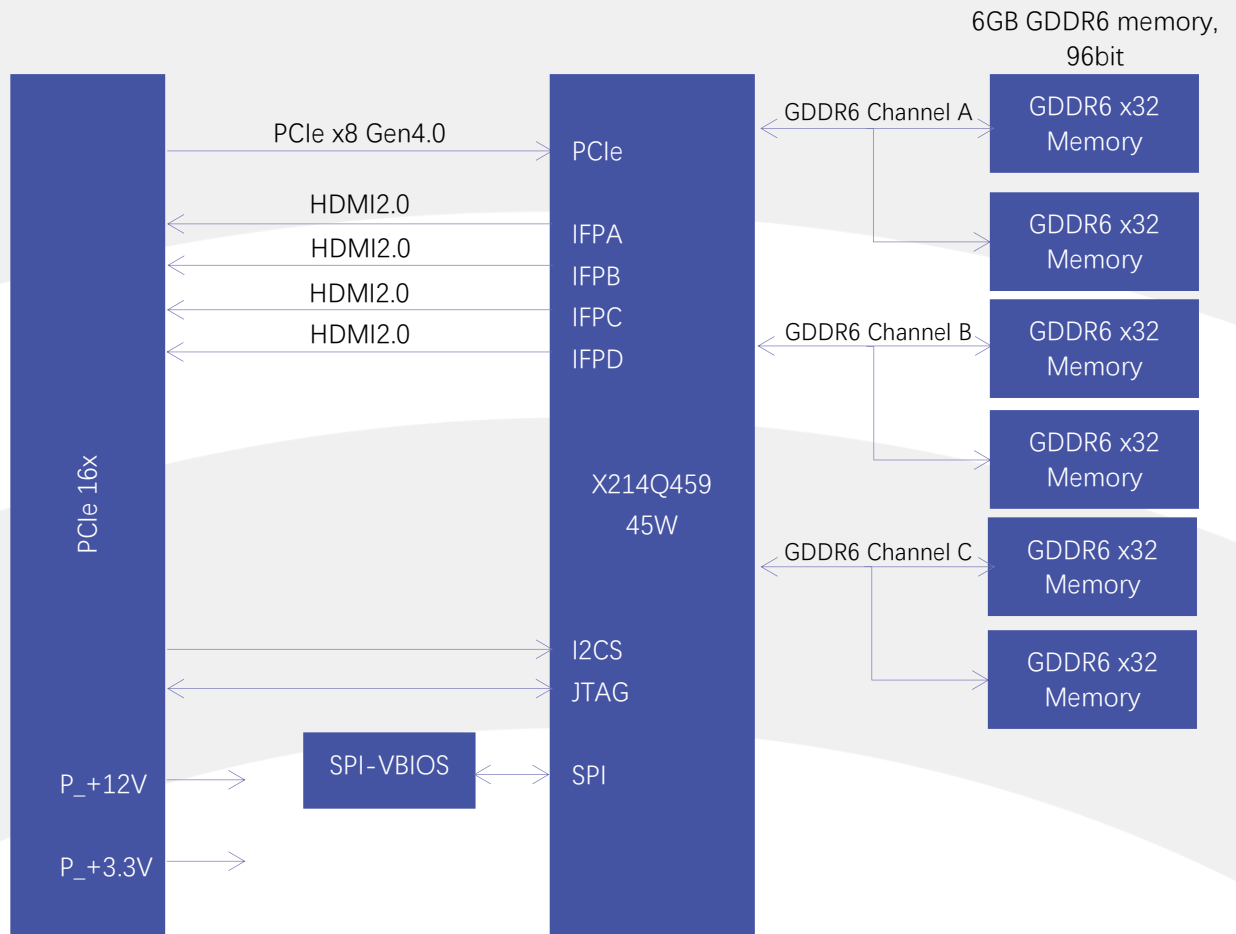 6GB GDDR6 memory,
96bit
PCIe 16x
P_+12V
P_+3.3V
PCIe x8 Gen4.0
HDMI2.0
HDMI2.0
HDMI2.0
HDMI2.0
SPI-VBIOS
PCIe
IFPA
IFPB
IFPC
IFPD
X214Q459
45W
I2CS
JTAG
SPI
GDDR6 Channel A
GDDR6 Channel B
GDDR6 Channel C
GDDR6 x32
Memory
GDDR6 x32
Memory
GDDR6 x32
Memory
GDDR6 x32
Memory
GDDR6 x32
Memory
GDDR6 x32
Memory